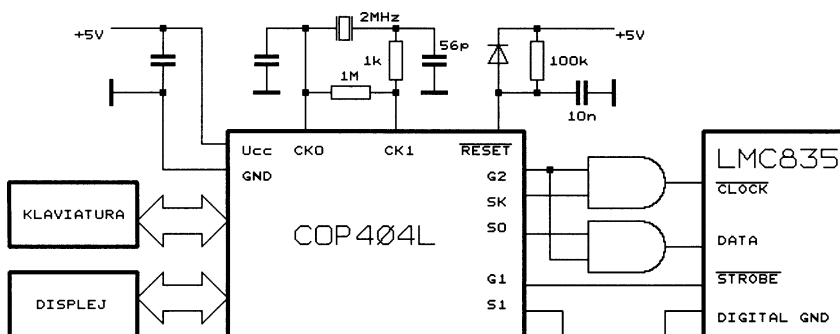 2MHz
+5V
56p
1k
+5V
100k
1M
10n
Ucc
CK0
CK1
RESET
LMC835
GND
G2
CLOCK
SK
KLAVIATURA
COP404L
SO
DATA
G1
STROBE
DISPLEJ
S1
DIGITAL GND